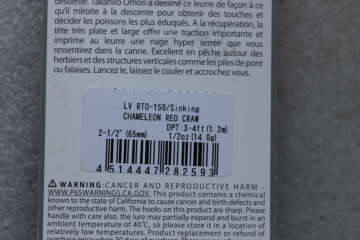 descente. Takahiro Omori a dessiné ce leurre de façon à ce
qu'il miroite à la descente pour obtenir des touches et
décider les poissons les plus éduqués. A la récupération, la
tête très plate et large offre une traction importante et
imprime au leurre une nage hyper serrée que vous
ressentirez dans la canne. Excellent en pêche autour des
herbiers et des structures verticales comme les piles de pont
ou falaises. Lancez le, laissez le couler et accrochez vous.
LV RTO-150/Sinking
CHAMELEON RED CRAW
DPT:3-4ft(1.2m)
2-1/2" (65mm) 1/2oz(14.0g)
4 514447 282593
⚠ WARNING:CANCER AND REPRODUCTIVE HARM -
WWW.P65WARNINGS.CA.GOV. This product contains a chemical
known to the state of California to cause cancer and birth defects and
other reproductive harm. The hooks on this product are sharp. Please
handle with care also, the lure may partially expand and burst in an
ambient temperature of 40°C, so please store it in a location of
relatively low temperatures. Product replacement or refund of